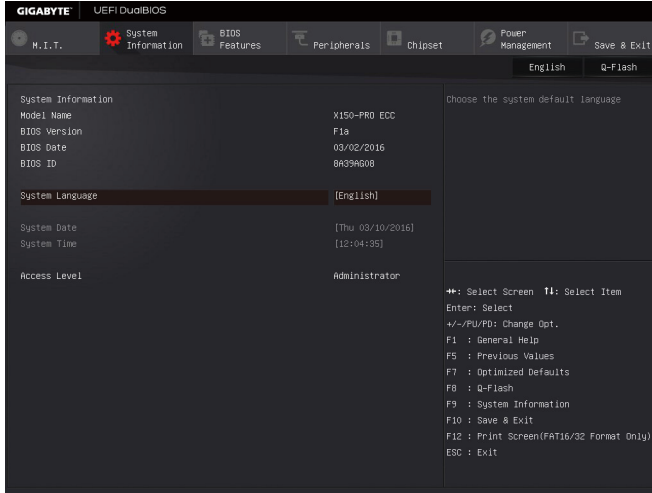 GIGABYTE™ UEFI DualBIOS
M.I.T. System Information BIOS Features Peripherals Chipset Power Management Save & Exit
English Q-Flash
System Information
Model Name X150-PRO ECC
BIOS Version F1a
BIOS Date 03/02/2016
BIOS ID 8A39AG08
System Language [English]
System Date [Thu 03/10/2016]
System Time [12:04:35]
Access Level Administrator
Choose the system default language
→←: Select Screen ↑↓: Select Item
Enter: Select
+/-/PU/PD: Change Opt.
F1 : General Help
F5 : Previous Values
F7 : Optimized Defaults
F8 : Q-Flash
F9 : System Information
F10 : Save & Exit
F12 : Print Screen(FAT16/32 Format Only)
ESC : Exit